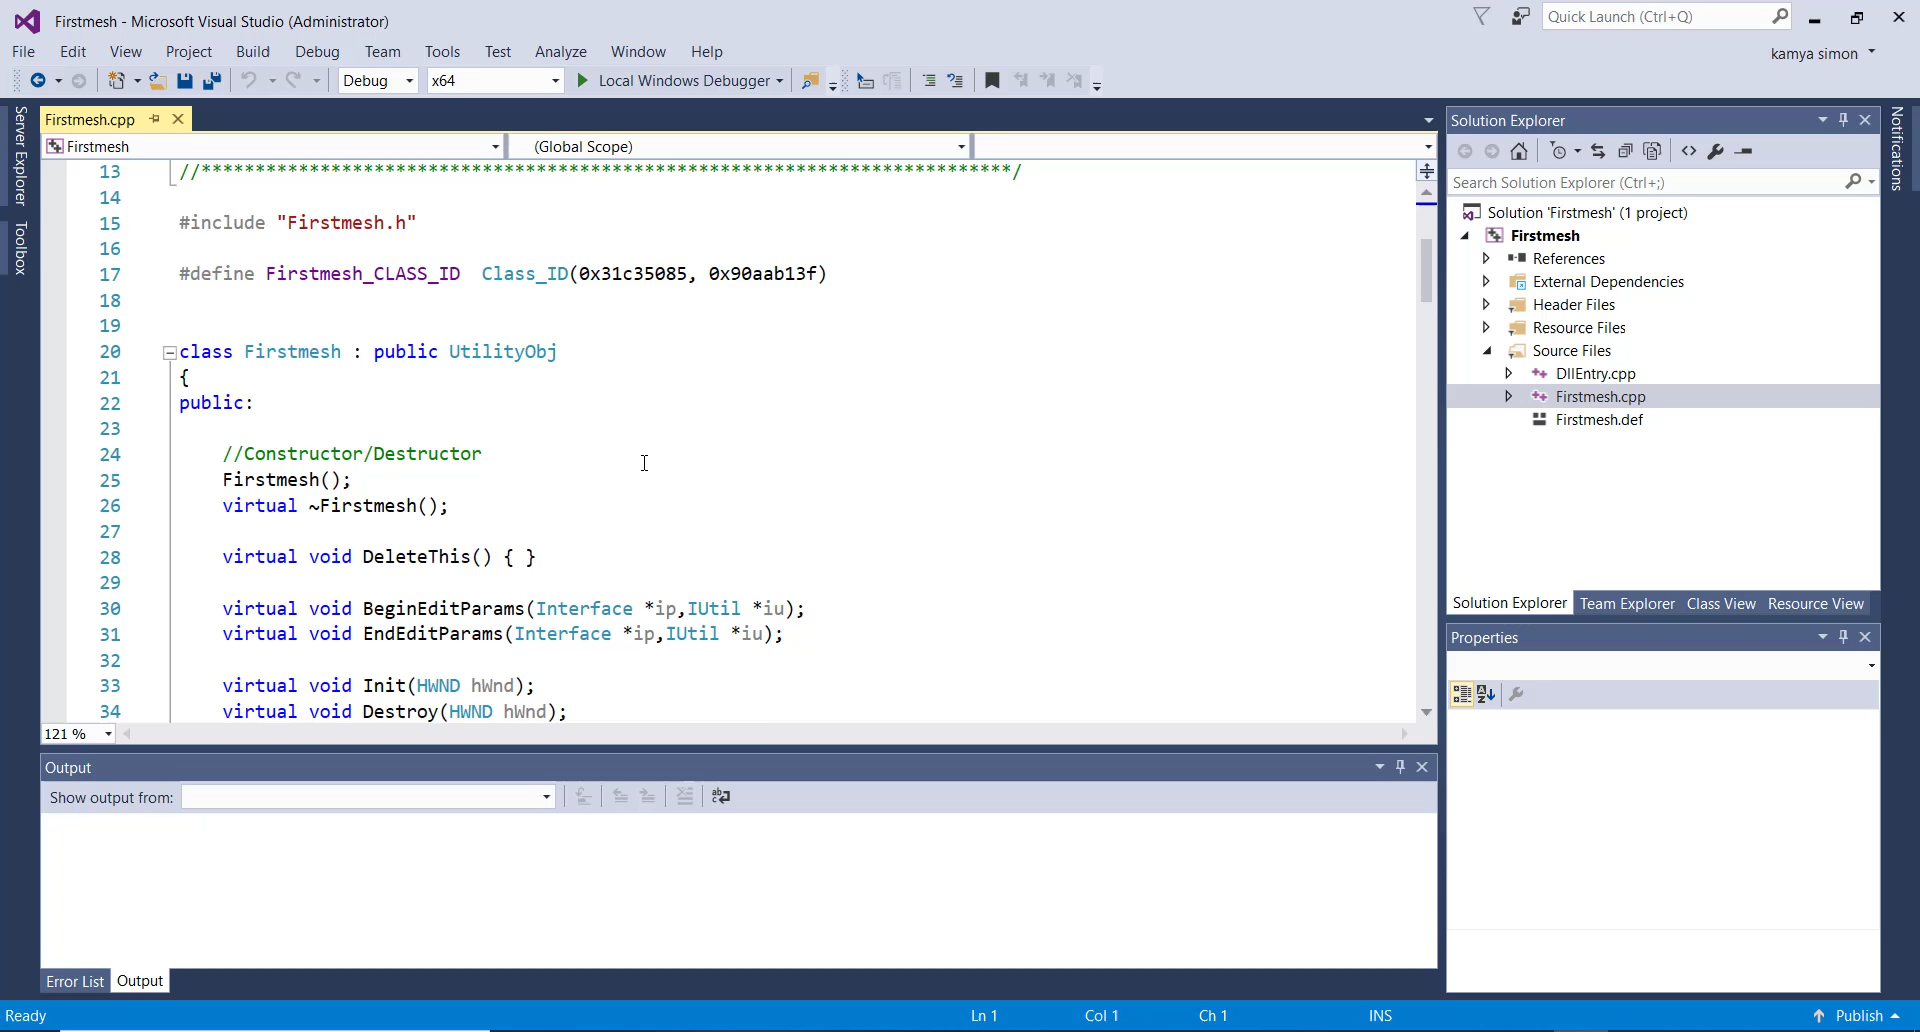 Firstmesh - Microsoft Visual Studio (Administrator)
Quick Launch (Ctrl+Q)
File Edit View Project Build Debug Team Tools Test Analyze Window Help
kamya simon
Debug x64 Local Windows Debugger
Server Explorer
Toolbox
Firstmesh.cpp
Firstmesh (Global Scope)
13 //***************************************************************************/
14
15 #include "Firstmesh.h"
16
17 #define Firstmesh_CLASS_ID  Class_ID(0x31c35085, 0x90aab13f)
18
19
20 class Firstmesh : public UtilityObj
21 {
22 public:
23
24 //Constructor/Destructor
25 Firstmesh();
26 virtual ~Firstmesh();
27
28 virtual void DeleteThis() { }
29
30 virtual void BeginEditParams(Interface *ip,IUtil *iu);
31 virtual void EndEditParams(Interface *ip,IUtil *iu);
32
33 virtual void Init(HWND hWnd);
34 virtual void Destroy(HWND hWnd);
121 %
Output
Show output from:
Error List Output
Solution Explorer
Search Solution Explorer (Ctrl+;)
Solution 'Firstmesh' (1 project)
Firstmesh
References
External Dependencies
Header Files
Resource Files
Source Files
DllEntry.cpp
Firstmesh.cpp
Firstmesh.def
Solution Explorer Team Explorer Class View Resource View
Properties
Notifications
Ready Ln 1 Col 1 Ch 1 INS Publish